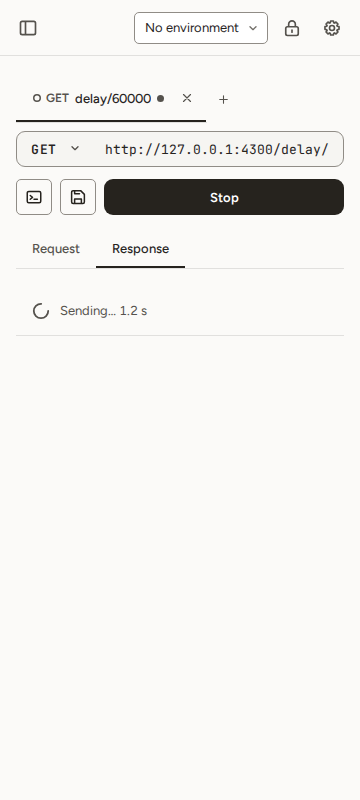 No environment
GET delay/60000
GET http://127.0.0.1:4300/delay/
Stop
Request Response
Sending... 1.2 s